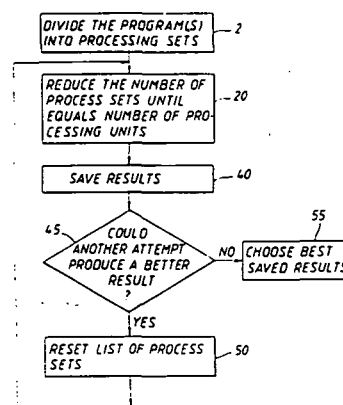 DIVIDE THE PROGRAM(S)
INTO PROCESSING SETS
2
REDUCE THE NUMBER OF
PROCESS SETS UNTIL
EQUALS NUMBER OF PRO-
CESSING UNITS
20
SAVE RESULTS
40
45
COULD
ANOTHER ATTEMPT
PRODUCE A BETTER
RESULT
?
NO
55
CHOOSE BEST
SAVED RESULTS
YES
RESET LIST OF PROCESS
SETS
50